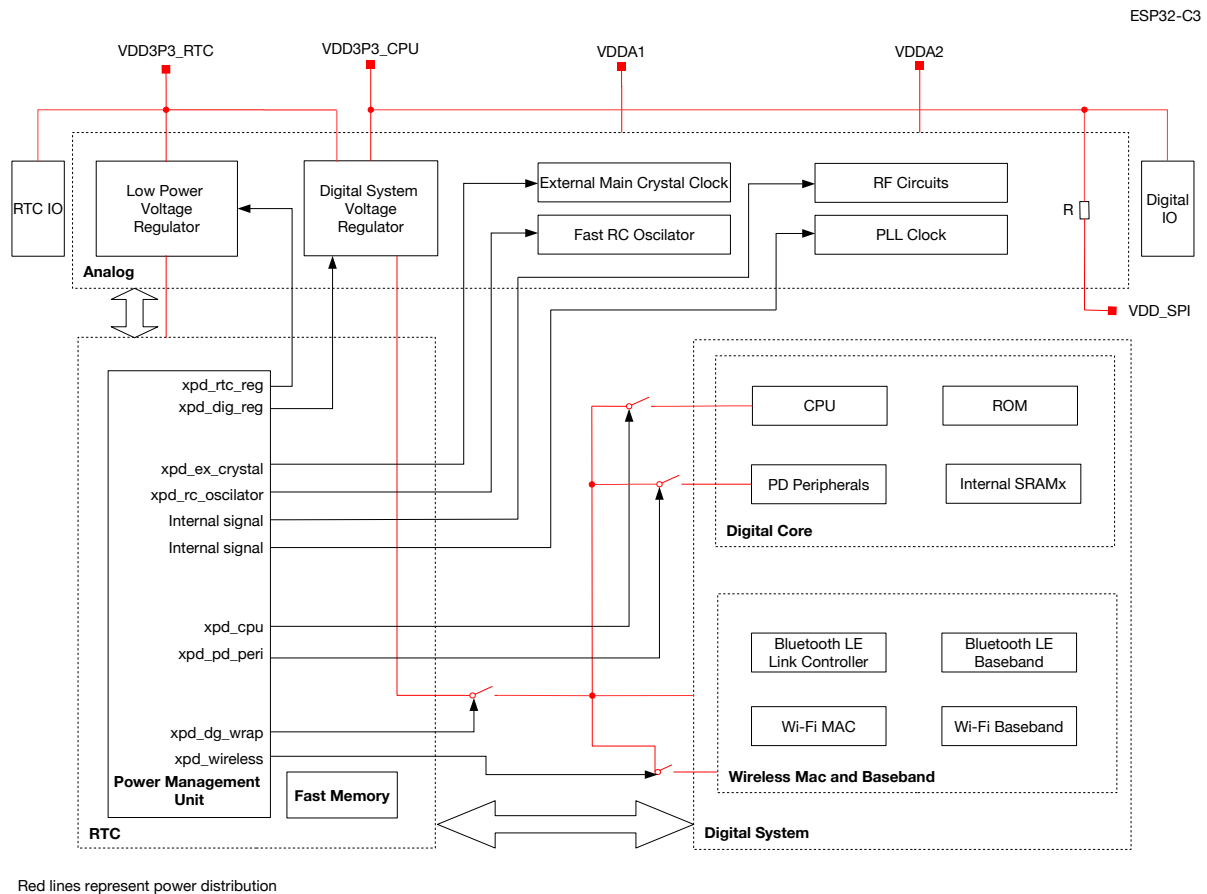 ESP32-C3
VDD3P3_RTC
VDD3P3_CPU
VDDA1
VDDA2
RTC IO
Low Power
Voltage
Regulator
Digital System
Voltage
Regulator
External Main Crystal Clock
Fast RC Oscilator
RF Circuits
PLL Clock
R
Digital
IO
Analog
VDD_SPI
xpd_rtc_reg
xpd_dig_reg
xpd_ex_crystal
xpd_rc_oscilator
Internal signal
Internal signal
xpd_cpu
xpd_pd_peri
xpd_dg_wrap
xpd_wireless
Power Management
Unit
Fast Memory
RTC
CPU
ROM
PD Peripherals
Internal SRAMx
Digital Core
Bluetooth LE
Link Controller
Bluetooth LE
Baseband
Wi-Fi MAC
Wi-Fi Baseband
Wireless Mac and Baseband
Digital System
Red lines represent power distribution